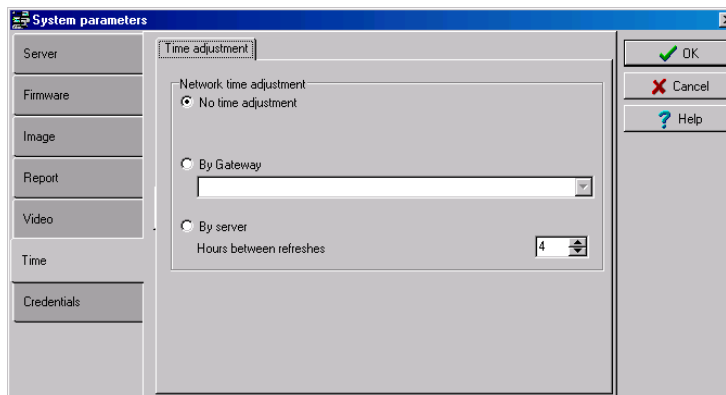 System parameters
Server
Firmware
Image
Report
Video
Time
Credentials
Time adjustment
Network time adjustment
No time adjustment
By Gateway
By server
Hours between refreshes 4
OK
Cancel
Help